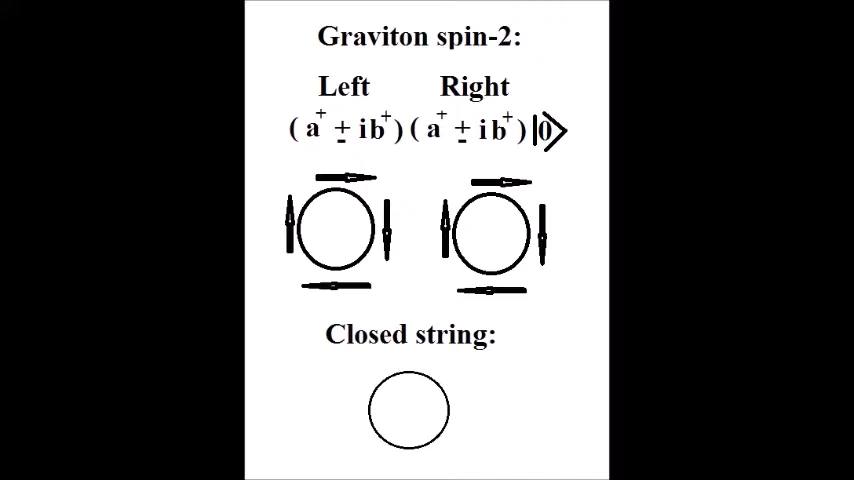 Graviton spin-2:
Left Right
(a⁺ ± ib⁺)(a⁺ ± ib⁺)|0>
Closed string: